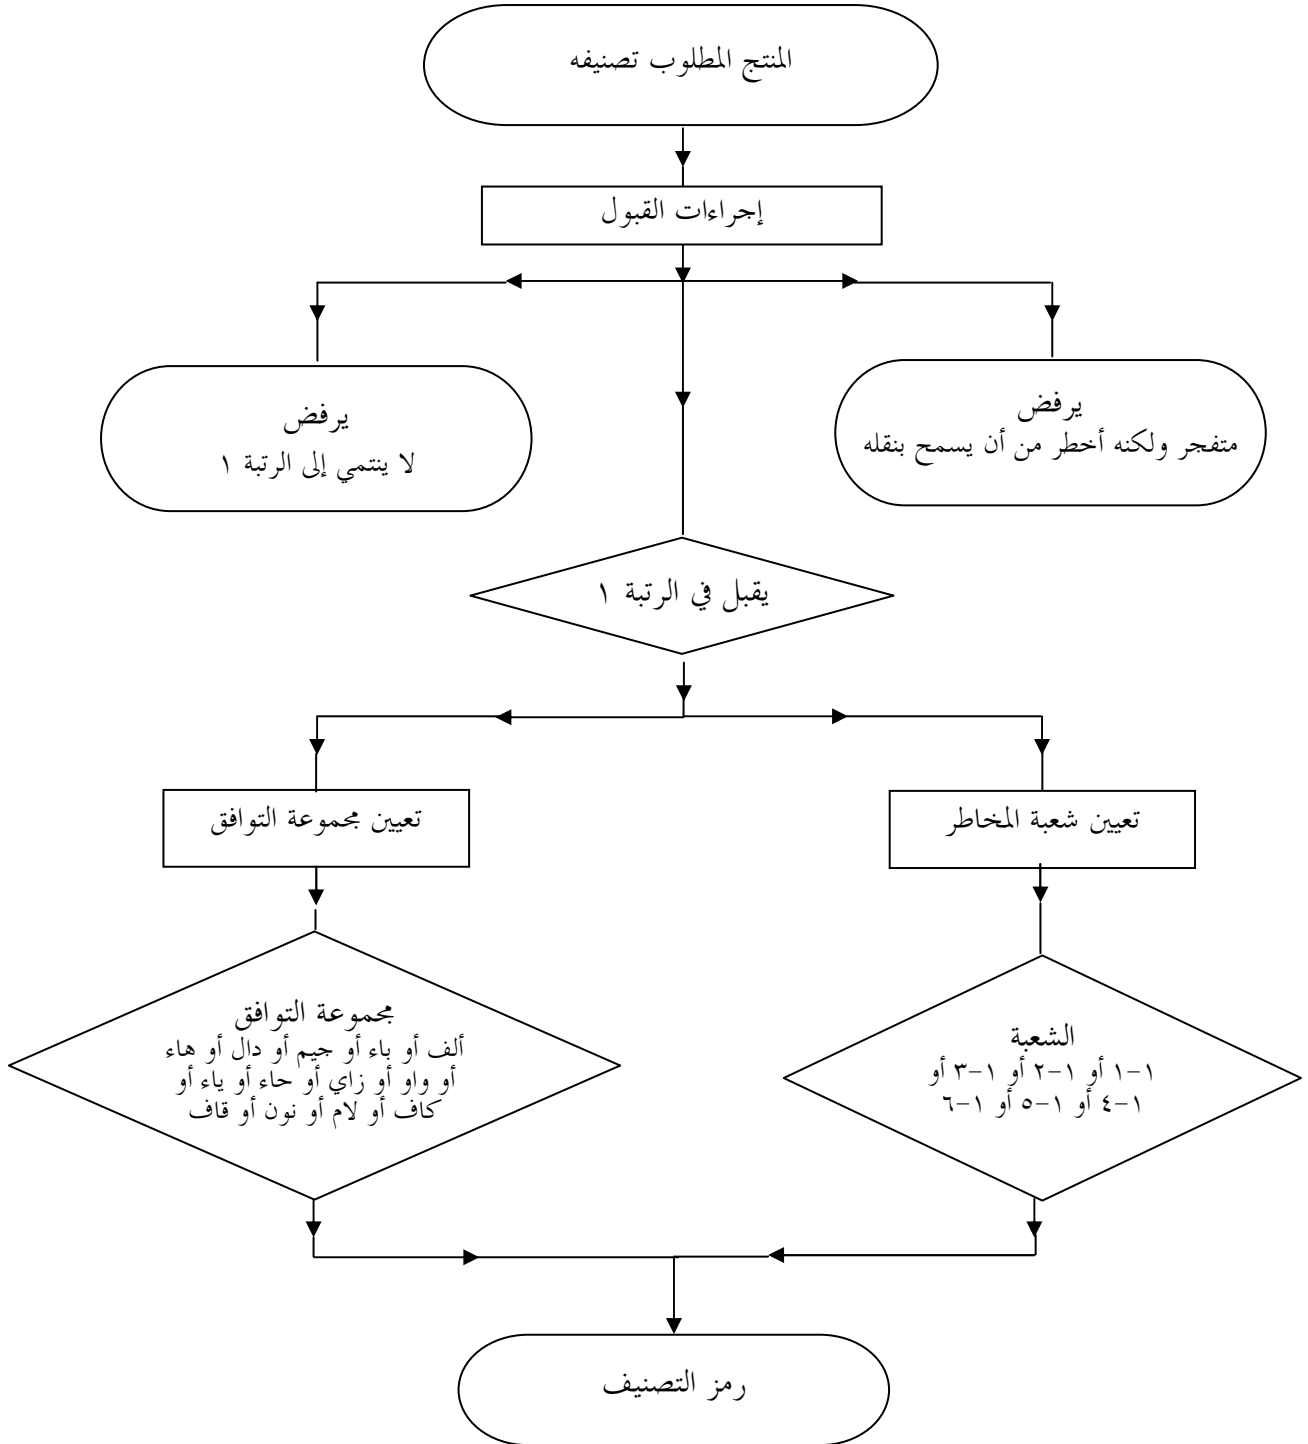 المنتج المطلوب تصنيفه
إجراءات القبول
يرفض
متفجر ولكنه أخطر من أن يسمح بنقله
يرفض
لا ينتمي إلى الرتبة ١
يقبل في الرتبة ١
تعيين شعبة المخاطر
تعيين مجموعة التوافق
الشعبة
١-١ أو ١-٢ أو ١-٣ أو
١-٤ أو ١-٥ أو ١-٦
مجموعة التوافق
ألف أو باء أو جيم أو دال أو هاء
أو واو أو زاي أو حاء أو ياء أو
كاف أو لام أو نون أو قاف
رمز التصنيف